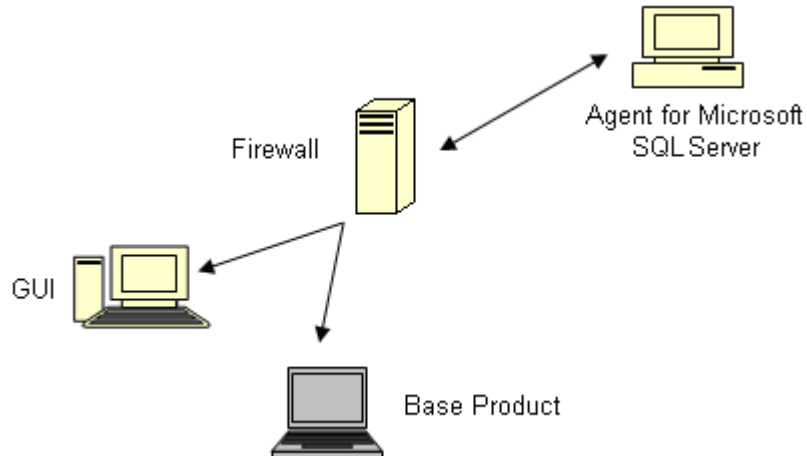 Agent for Microsoft
SQL Server
Firewall
GUI
Base Product